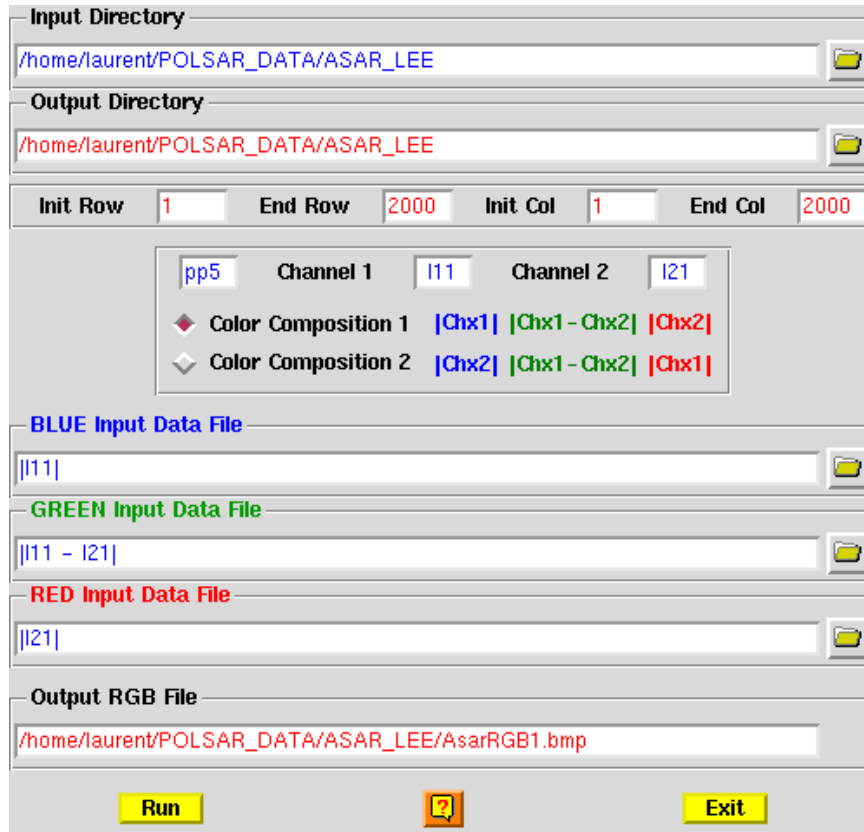 Input Directory
/home/laurent/POLSAR_DATA/ASAR_LEE
Output Directory
/home/laurent/POLSAR_DATA/ASAR_LEE
Init Row 1 End Row 2000 Init Col 1 End Col 2000
pp5 Channel 1 I11 Channel 2 I21
Color Composition 1 |Chx1| |Chx1-Chx2| |Chx2|
Color Composition 2 |Chx2| |Chx1-Chx2| |Chx1|
BLUE Input Data File
|I11|
GREEN Input Data File
|I11 - I21|
RED Input Data File
|I21|
Output RGB File
/home/laurent/POLSAR_DATA/ASAR_LEE/AsarRGB1.bmp
Run ? Exit